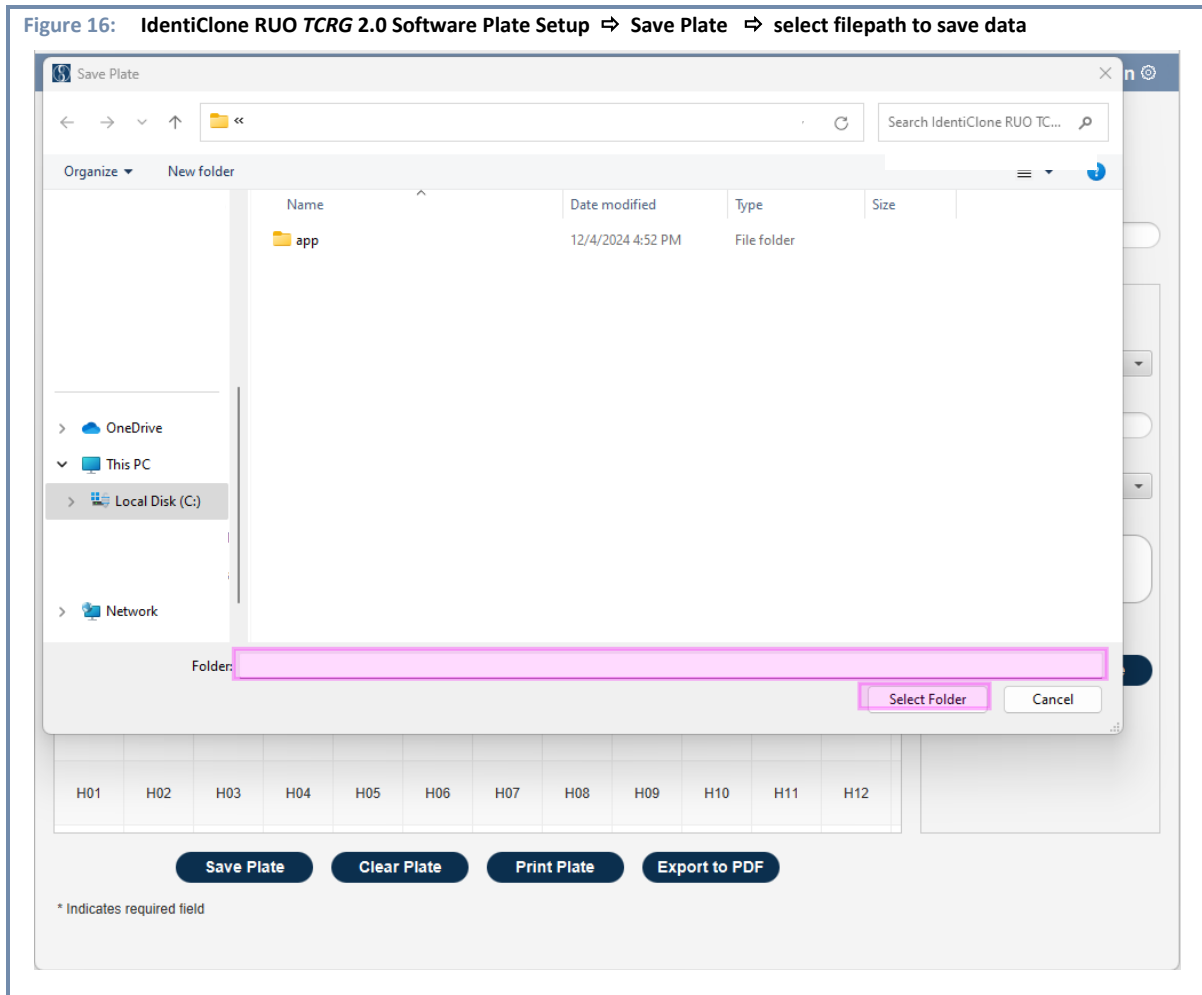 Figure 16: IdentiClone RUO TCRG 2.0 Software Plate Setup ⇨ Save Plate ⇨ select filepath to save data
Save Plate
n
«
Search IdentiClone RUO TC...
Organize New folder
Name Date modified Type Size
app 12/4/2024 4:52 PM File folder
OneDrive
This PC
Local Disk (C:)
Network
Folder:
Select Folder Cancel
H01 H02 H03 H04 H05 H06 H07 H08 H09 H10 H11 H12
Save Plate Clear Plate Print Plate Export to PDF
* Indicates required field